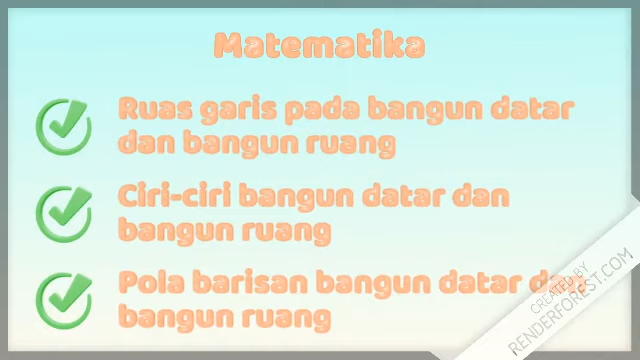 Matematika
Ruas garis pada bangun datar
dan bangun ruang
Ciri-ciri bangun datar dan
bangun ruang
Pola barisan bangun datar dan
bangun ruang
CREATED BY
RENDERFOREST.COM